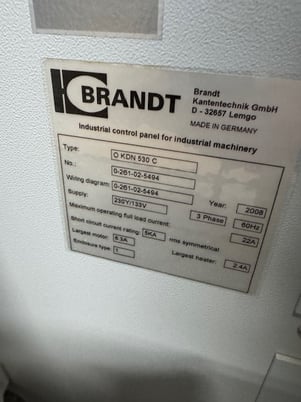 BRANDT
Brandt
Kantentechnik GmbH
D - 32657 Lemgo
MADE IN GERMANY
Industrial control panel for industrial machinery
Type: O KDN 530 C
No.: 0-261-02-5494 Year: 2008
Wiring diagram: 0-261-02-5494
Supply: 230Y/133V 3 Phase 60Hz
Maximum operating full load current: 22A
Short circuit current rating: 5KA rms symmetrical
Largest motor: 6.3A Largest heater: 2.4A
Enclosure type: 1